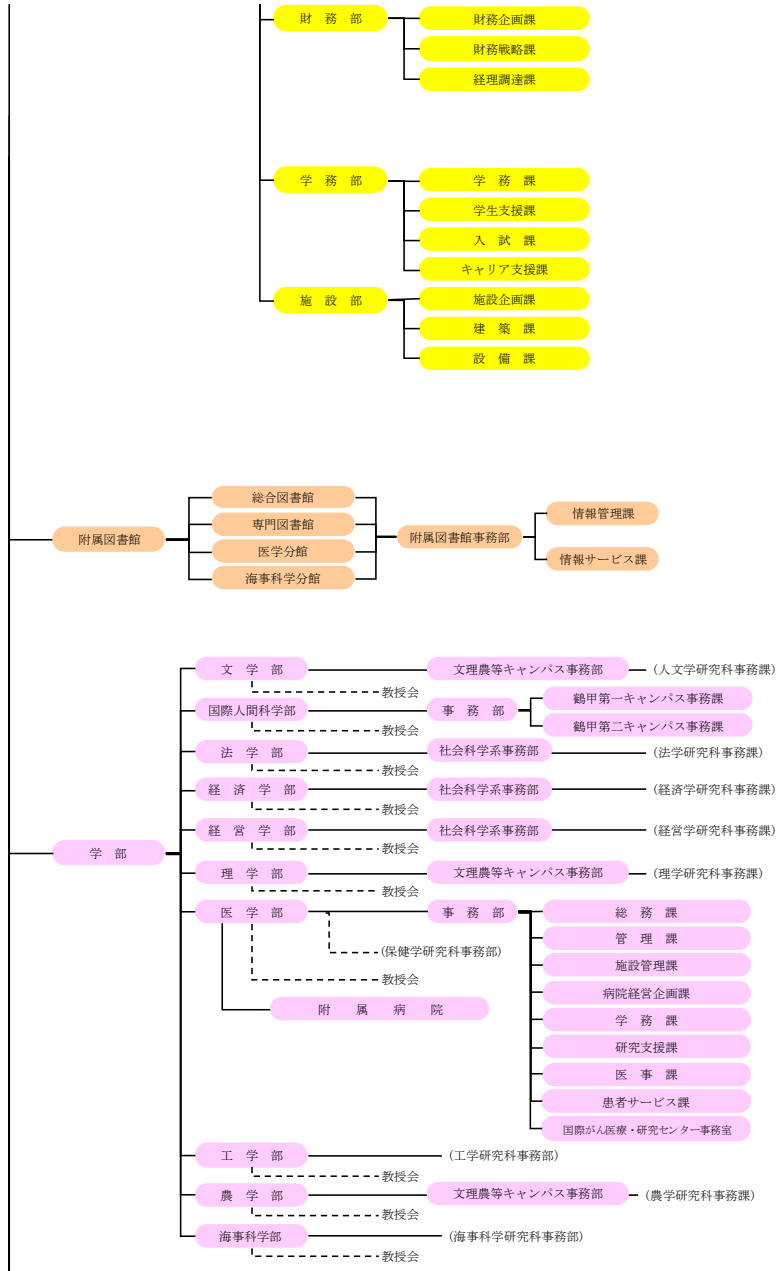 財　務　部
財務企画課
財務戦略課
経理調達課
学　務　部
学　務　課
学生支援課
入　試　課
キャリア支援課
施　設　部
施設企画課
建　築　課
設　備　課
附属図書館
総合図書館
専門図書館
医学分館
海事科学分館
附属図書館事務部
情報管理課
情報サービス課
学　部
文　学　部
文理農等キャンパス事務部
(人文学研究科事務課)
教授会
国際人間科学部
事　務　部
鶴甲第一キャンパス事務課
鶴甲第二キャンパス事務課
教授会
法　学　部
社会科学系事務部
(法学研究科事務課)
教授会
経　済　学　部
社会科学系事務部
(経済学研究科事務課)
教授会
経　営　学　部
社会科学系事務部
(経営学研究科事務課)
教授会
理　学　部
文理農等キャンパス事務部
(理学研究科事務課)
教授会
医　学　部
事　務　部
総　務　課
管　理　課
施設管理課
病院経営企画課
学　務　課
研究支援課
医　事　課
患者サービス課
国際がん医療・研究センター事務室
(保健学研究科事務部)
教授会
附　属　病　院
工　学　部
(工学研究科事務部)
教授会
農　学　部
文理農等キャンパス事務部
(農学研究科事務課)
教授会
海事科学部
(海事科学研究科事務部)
教授会